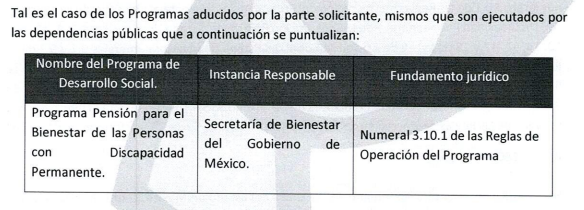 Tal es el caso de los Programas aducidos por la parte solicitante, mismos que son ejecutados por
las dependencias públicas que a continuación se puntualizan:
Nombre del Programa de
Desarrollo Social.
Instancia Responsable
Fundamento jurídico
Programa Pensión para el
Bienestar de las Personas
con Discapacidad
Permanente.
Secretaría de Bienestar
del Gobierno de
México.
Numeral 3.10.1 de las Reglas de
Operación del Programa